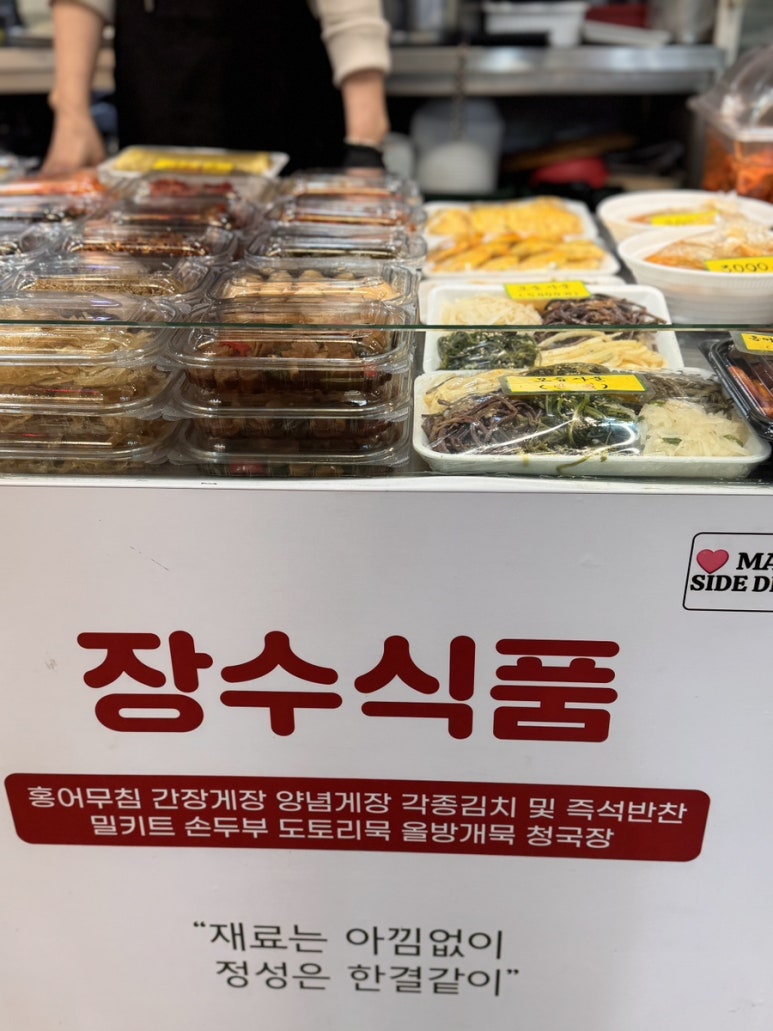 3000
♥ MA
SIDE DI
장수식품
홍어무침 간장게장 양념게장 각종김치 및 즉석반찬
밀키트 손두부 도토리묵 올방개묵 청국장
“재료는 아낌없이
정성은 한결같이”